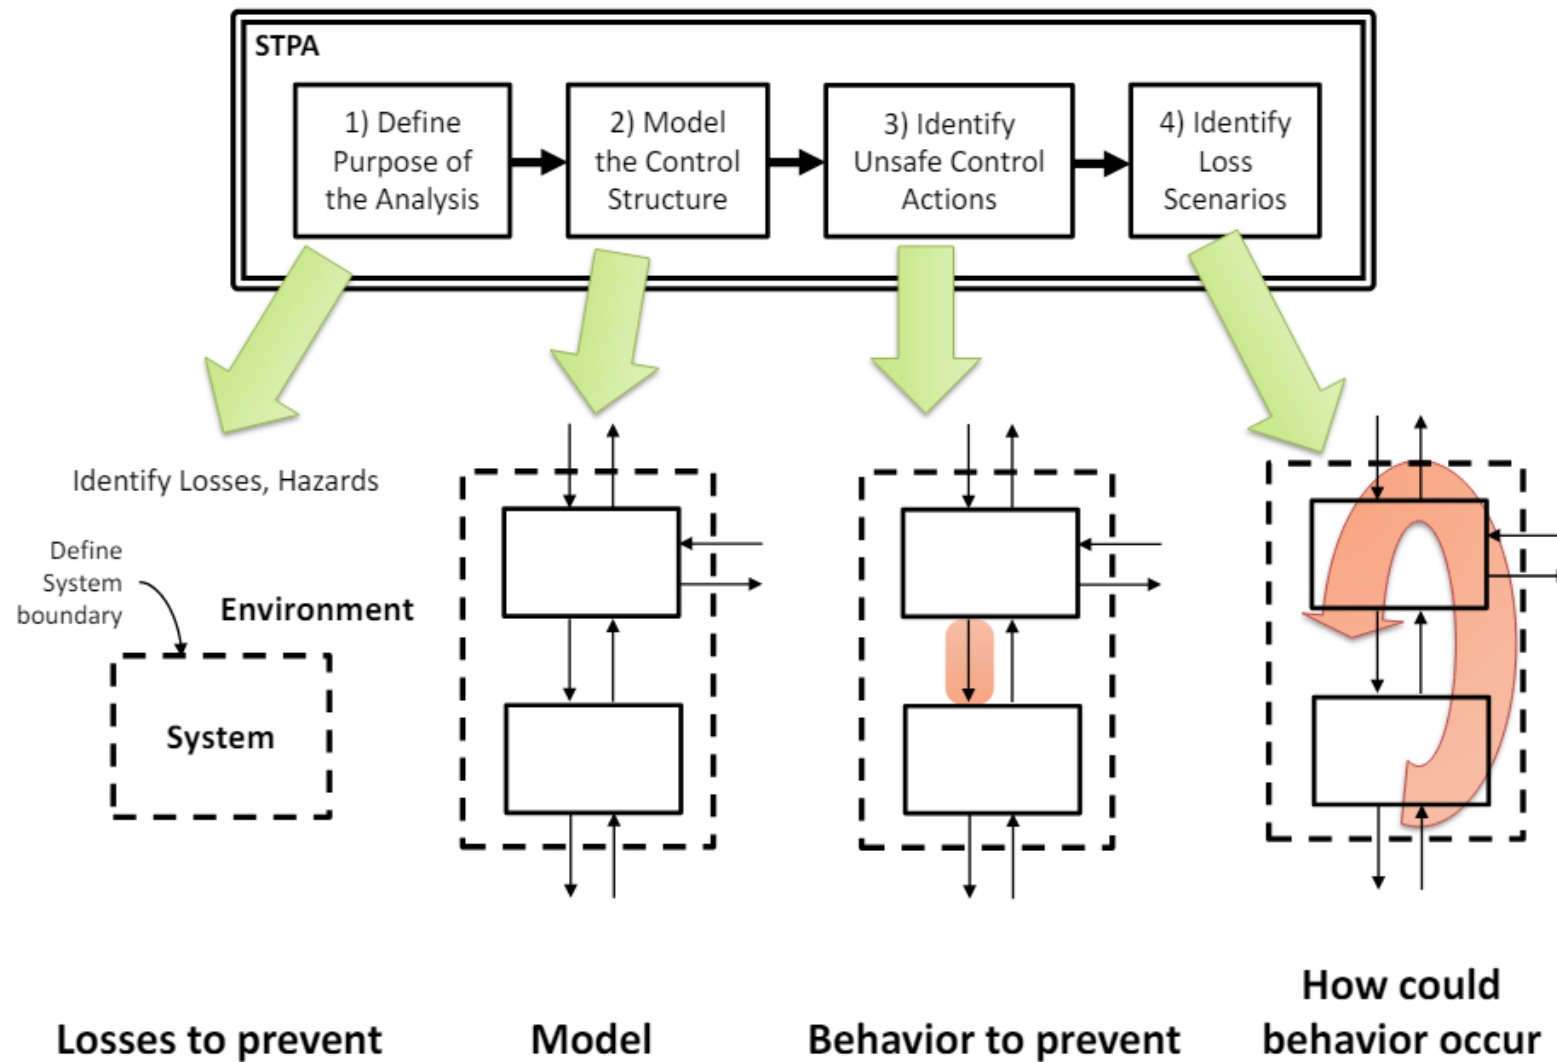 STPA
1) Define
Purpose of
the Analysis
2) Model
the Control
Structure
3) Identify
Unsafe Control
Actions
4) Identify
Loss
Scenarios
Identify Losses, Hazards
Define
System
boundary
Environment
System
Losses to prevent
Model
Behavior to prevent
How could
behavior occur